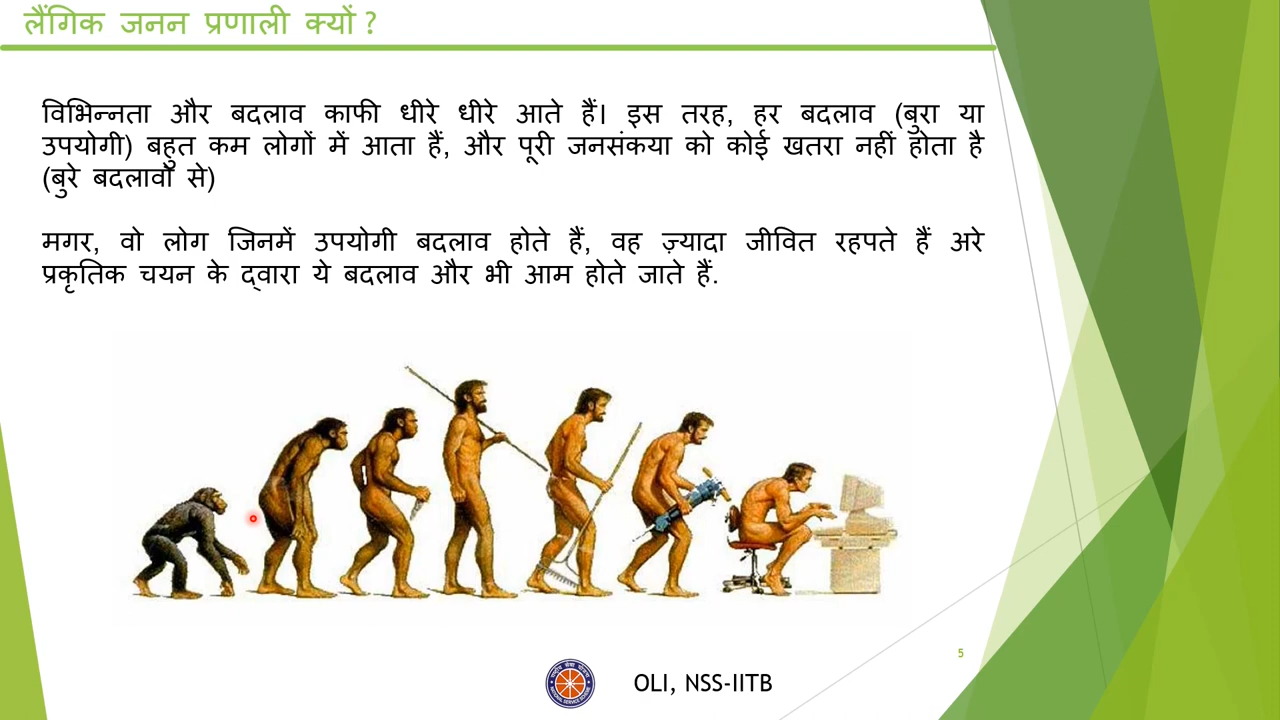 लैंगिक जनन प्रणाली क्यों ?
विभिन्नता और बदलाव काफी धीरे धीरे आते हैं। इस तरह, हर बदलाव (बुरा या
उपयोगी) बहुत कम लोगों में आता हैं, और पूरी जनसंकया को कोई खतरा नहीं होता है
(बुरे बदलावों से)
मगर, वो लोग जिनमें उपयोगी बदलाव होते हैं, वह ज़्यादा जीवित रहपते हैं अरे
प्रकृतिक चयन के द्वारा ये बदलाव और भी आम होते जाते हैं.
5
OLI, NSS-IITB